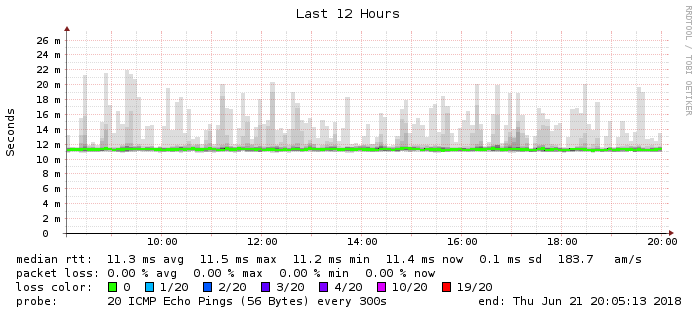 Last 12 Hours
RRDTOOL / TOBI OETIKER
Seconds
26 m
24 m
22 m
20 m
18 m
16 m
14 m
12 m
10 m
8 m
6 m
4 m
2 m
0
10:00 12:00 14:00 16:00 18:00 20:00
median rtt: 11.3 ms avg 11.5 ms max 11.2 ms min 11.4 ms now 0.1 ms sd 183.7 am/s
packet loss: 0.00 % avg 0.00 % max 0.00 % min 0.00 % now
loss color: 0 1/20 2/20 3/20 4/20 10/20 19/20
probe: 20 ICMP Echo Pings (56 Bytes) every 300s end: Thu Jun 21 20:05:13 2018